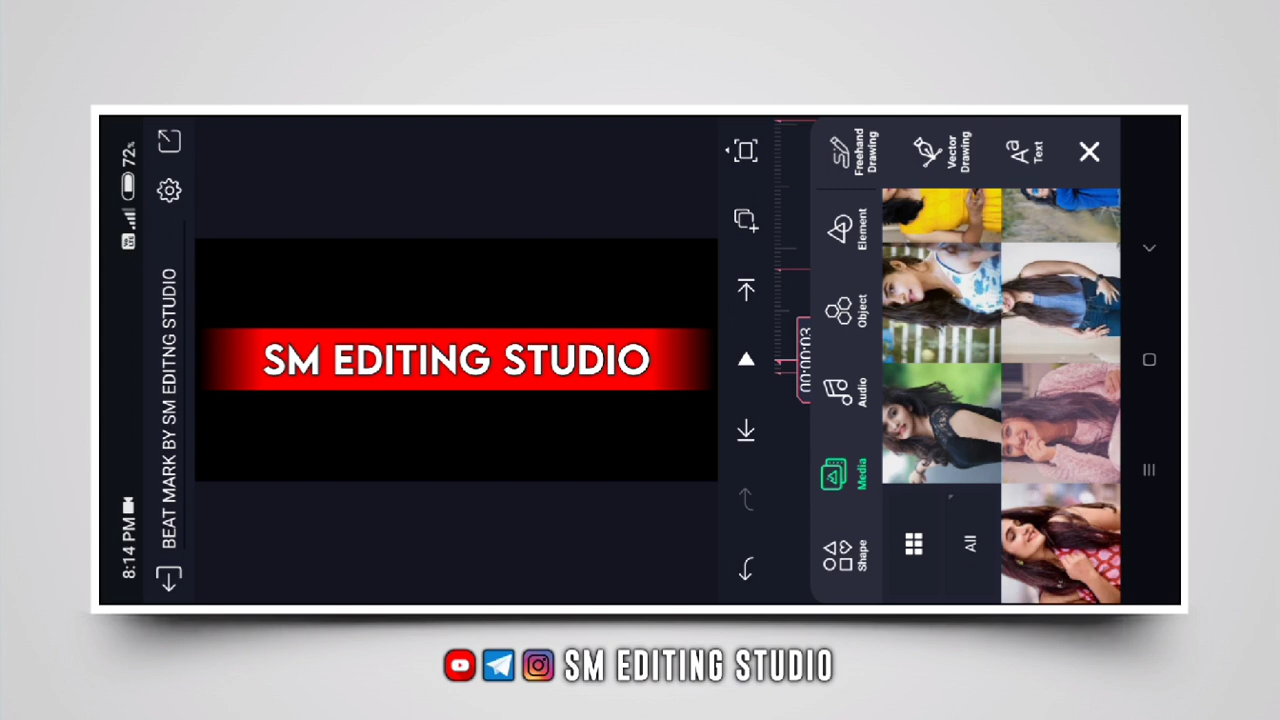 8:14 PM
72%
BEAT MARK BY SM EDITNG STUDIO
SM EDITING STUDIO
00:00:03
Shape
Media
Audio
Object
Element
Freehand
Drawing
Vector
Drawing
Text
All
SM EDITING STUDIO